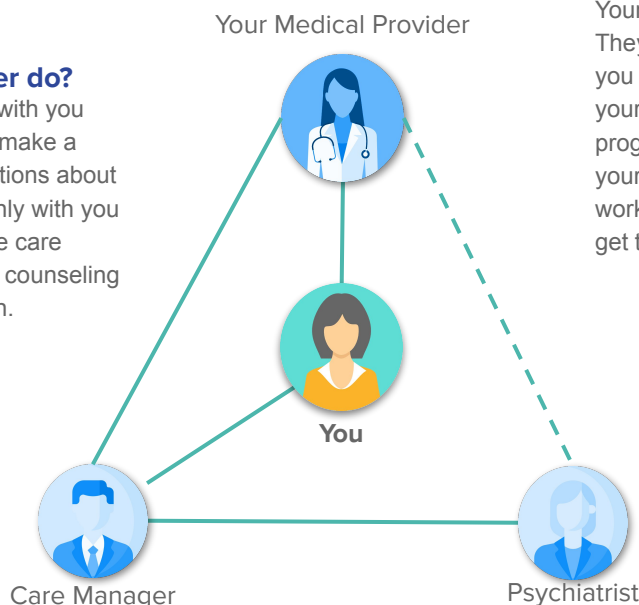 Your Medical Provider
er do?
with you
make a
tions about
nly with you
e care
counseling
n.
Your
They
you
your
prog
your
work
get t
You
Care Manager
Psychiatrist